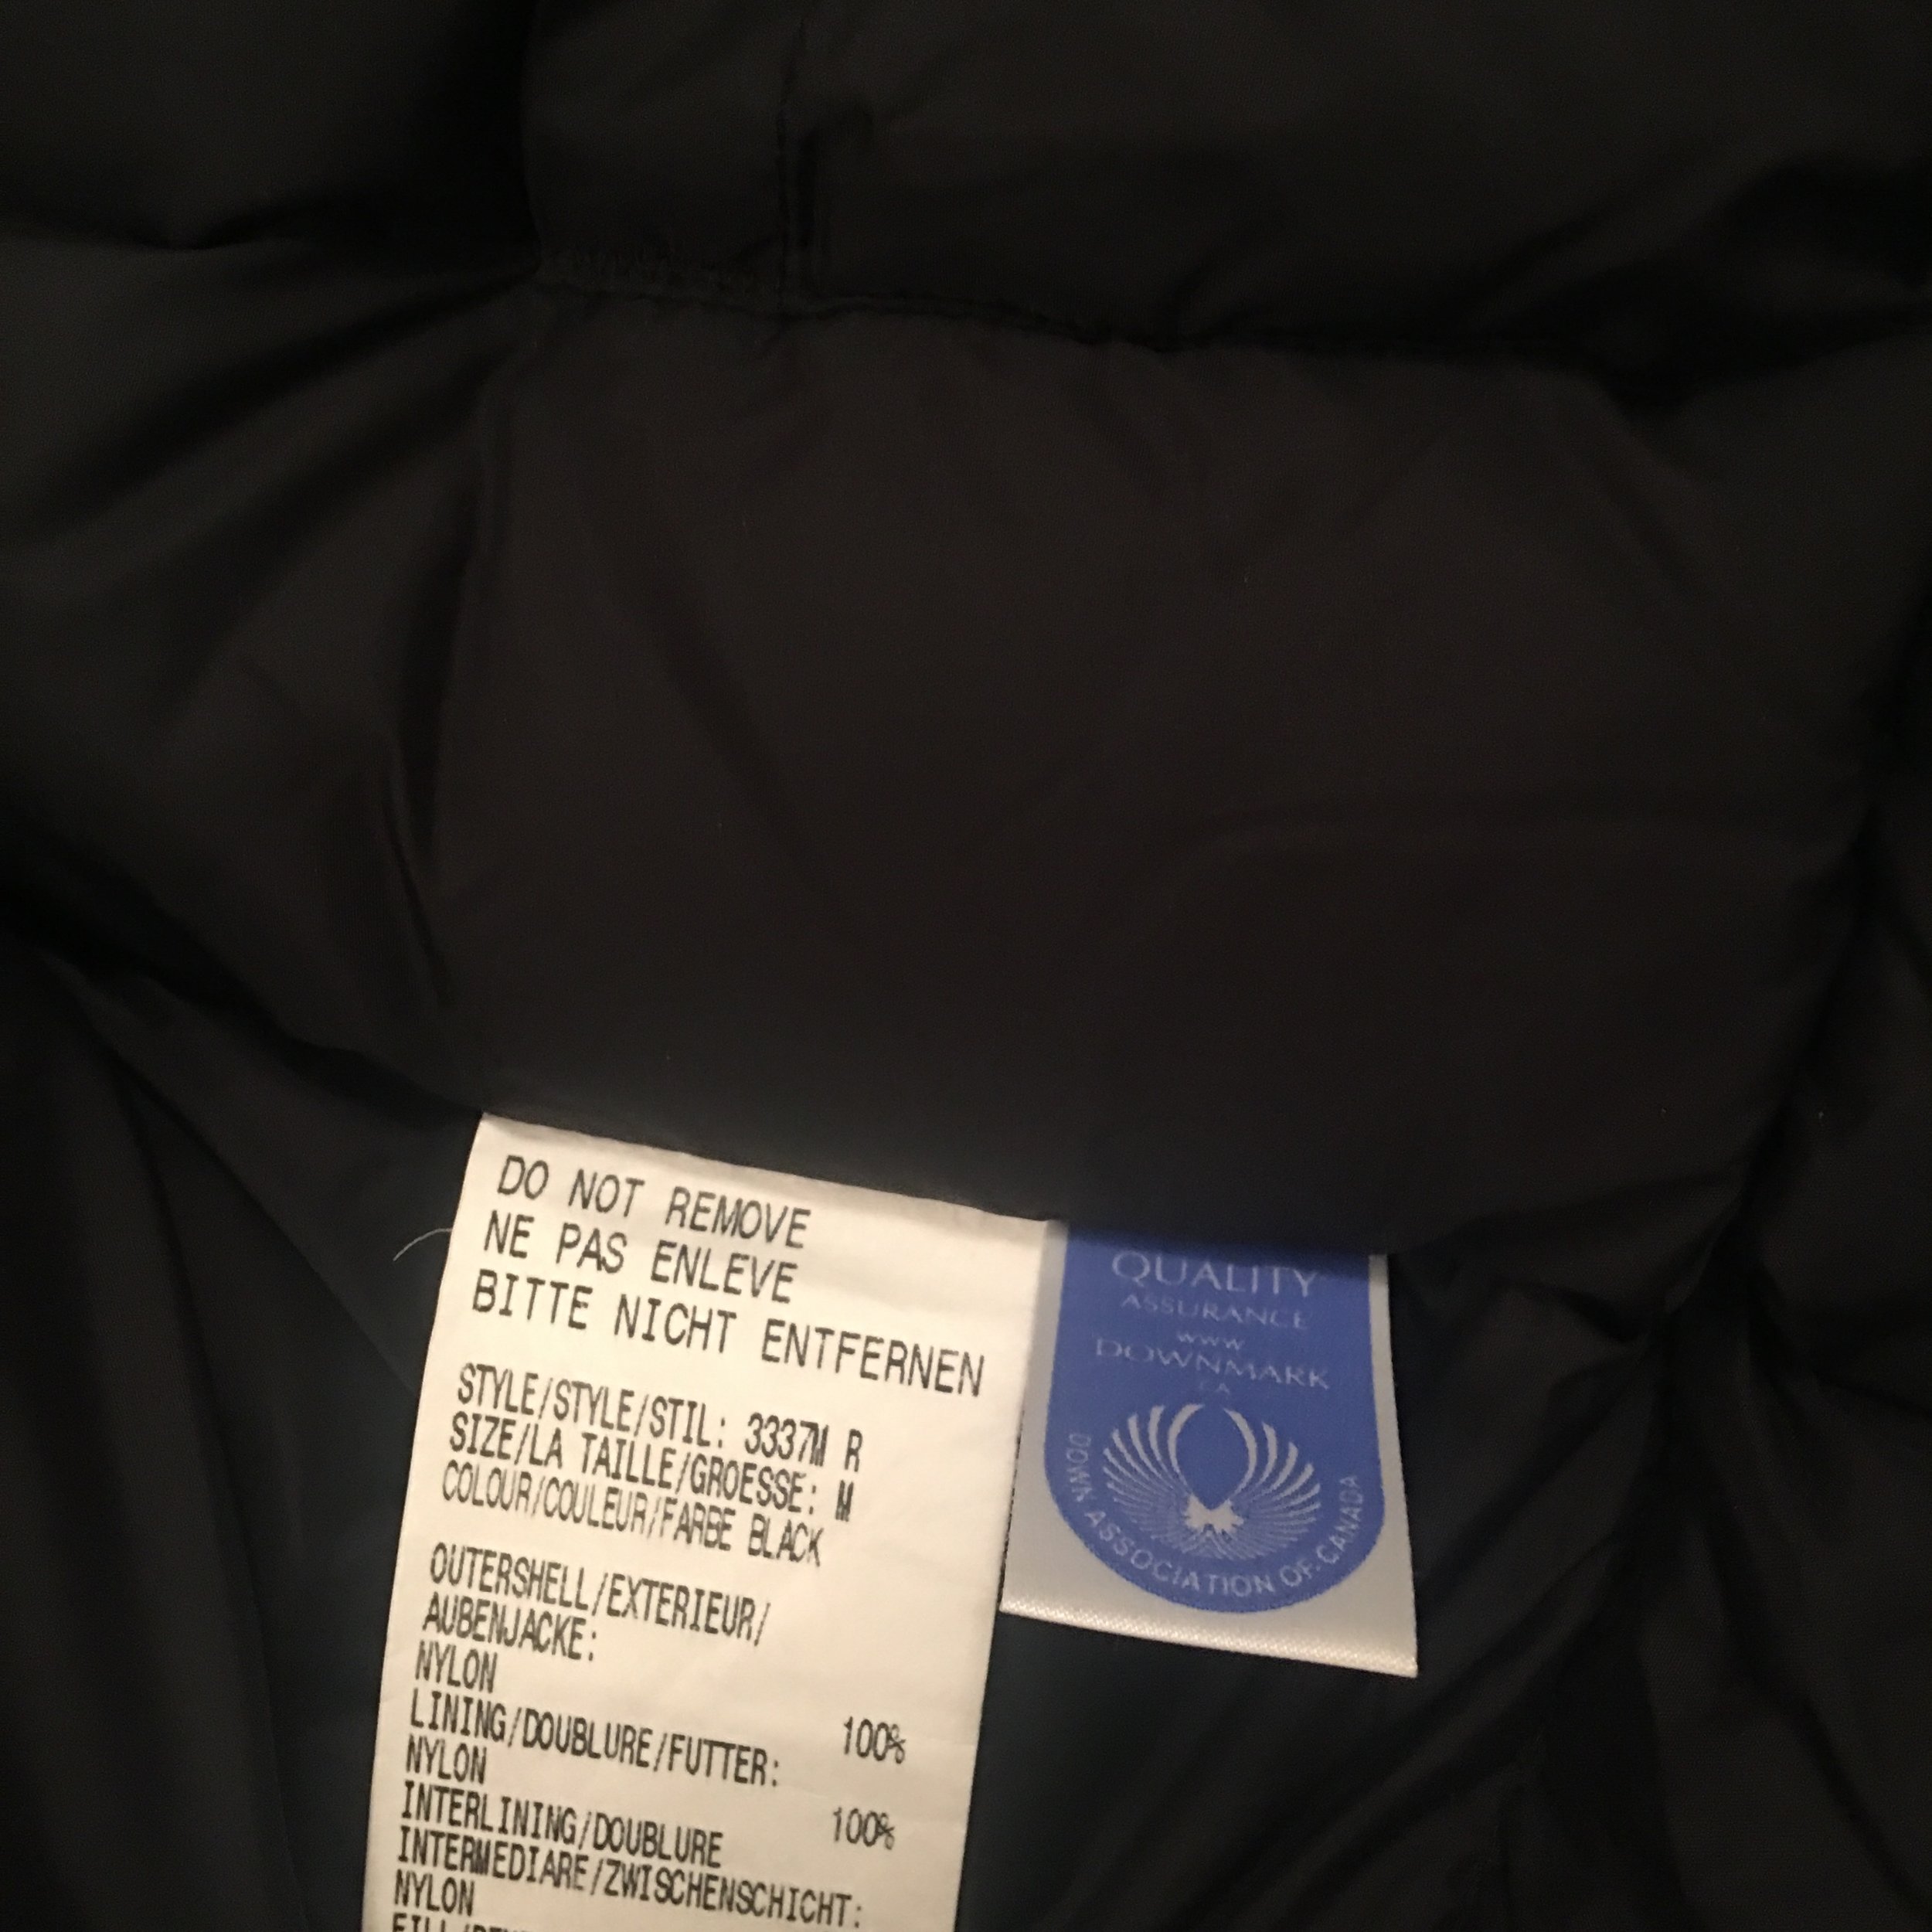 DO NOT REMOVE
NE PAS ENLEVE
BITTE NICHT ENTFERNEN
STYLE/STYLE/STIL: 3337M R
SIZE/LA TAILLE/GROESSE: M
COLOUR/COULEUR/FARBE BLACK
OUTERSHELL/EXTERIEUR/
AUBENJACKE:
NYLON 100%
LINING/DOUBLURE/FUTTER:
NYLON 100%
INTERLINING/DOUBLURE
INTERMEDIARE/ZWISCHENSCHICHT:
NYLON
QUALITY
ASSURANCE
www
DOWNMARK
CA
DOWN ASSOCIATION OF CANADA